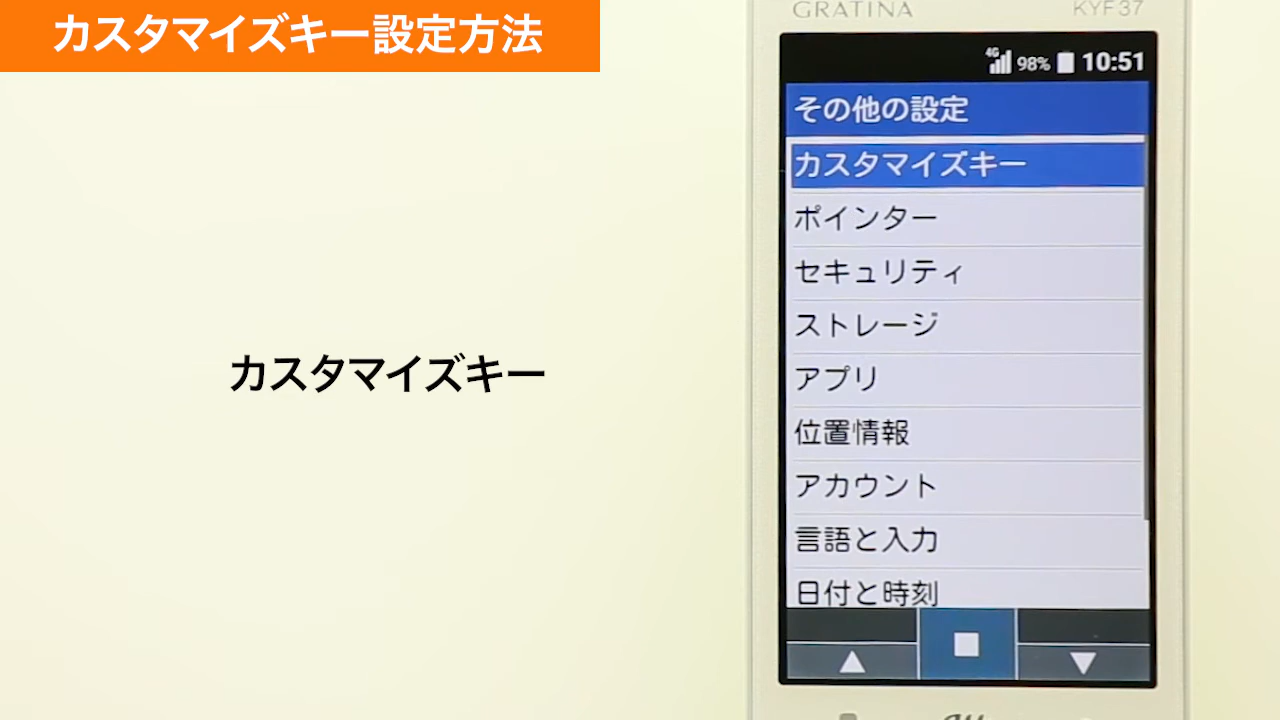 カスタマイズキー設定方法
カスタマイズキー
GRATINA KYF37
4G 98% 10:51
その他の設定
カスタマイズキー
ポインター
セキュリティ
ストレージ
アプリ
位置情報
アカウント
言語と入力
日付と時刻